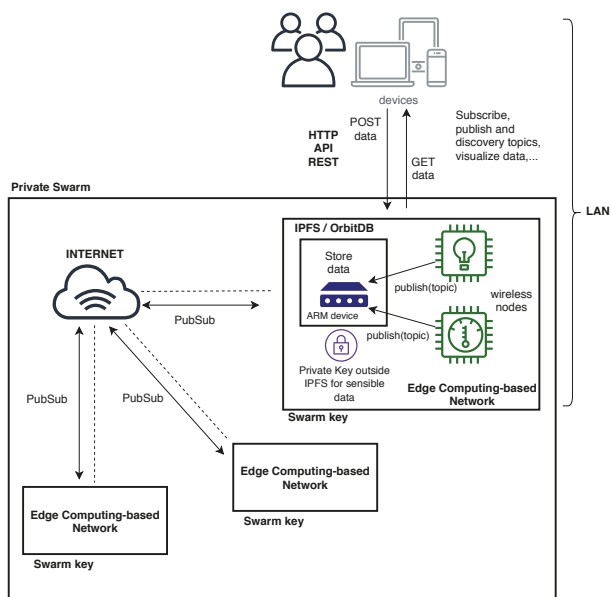 devices
HTTP
API
REST
POST
data
GET
data
Subscribe,
publish and
discovery topics,
visualize data,...
LAN
Private Swarm
INTERNET
PubSub
PubSub
PubSub
IPFS / OrbitDB
Store
data
ARM device
publish(topic)
publish(topic)
wireless
nodes
Private Key outside
IPFS for sensible
data
Edge Computing-based
Network
Swarm key
Edge Computing-based
Network
Swarm key
Edge Computing-based
Network
Swarm key